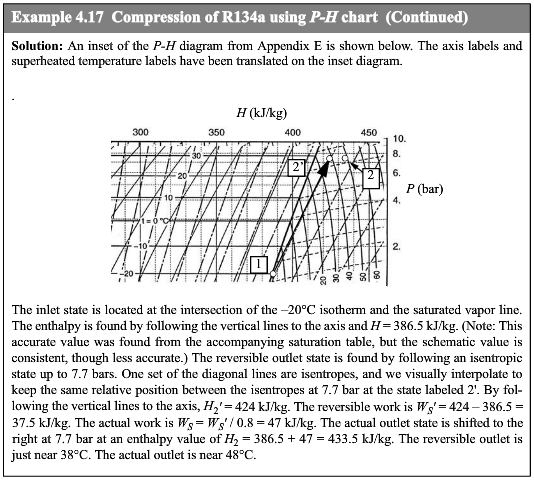 Example 4.17 Compression of R134a using P-H chart (Continued)
Solution: An inset of the P-H diagram from Appendix E is shown below. The axis labels and
superheated temperature labels have been translated on the inset diagram.
.
H (kJ/kg)
300 350 400 450
10.
8.
6.
4.
2.
P (bar)
30
20
10
t = 0 °C
-10
-20
2'
2
1
20 30 40 50 60
The inlet state is located at the intersection of the –20°C isotherm and the saturated vapor line.
The enthalpy is found by following the vertical lines to the axis and H = 386.5 kJ/kg. (Note: This
accurate value was found from the accompanying saturation table, but the schematic value is
consistent, though less accurate.) The reversible outlet state is found by following an isentropic
state up to 7.7 bars. One set of the diagonal lines are isentropes, and we visually interpolate to
keep the same relative position between the isentropes at 7.7 bar at the state labeled 2'. By fol-
lowing the vertical lines to the axis, H₂' = 424 kJ/kg. The reversible work is Wₛ' = 424 – 386.5 =
37.5 kJ/kg. The actual work is Wₛ = Wₛ' / 0.8 = 47 kJ/kg. The actual outlet state is shifted to the
right at 7.7 bar at an enthalpy value of H₂ = 386.5 + 47 = 433.5 kJ/kg. The reversible outlet is
just near 38°C. The actual outlet is near 48°C.